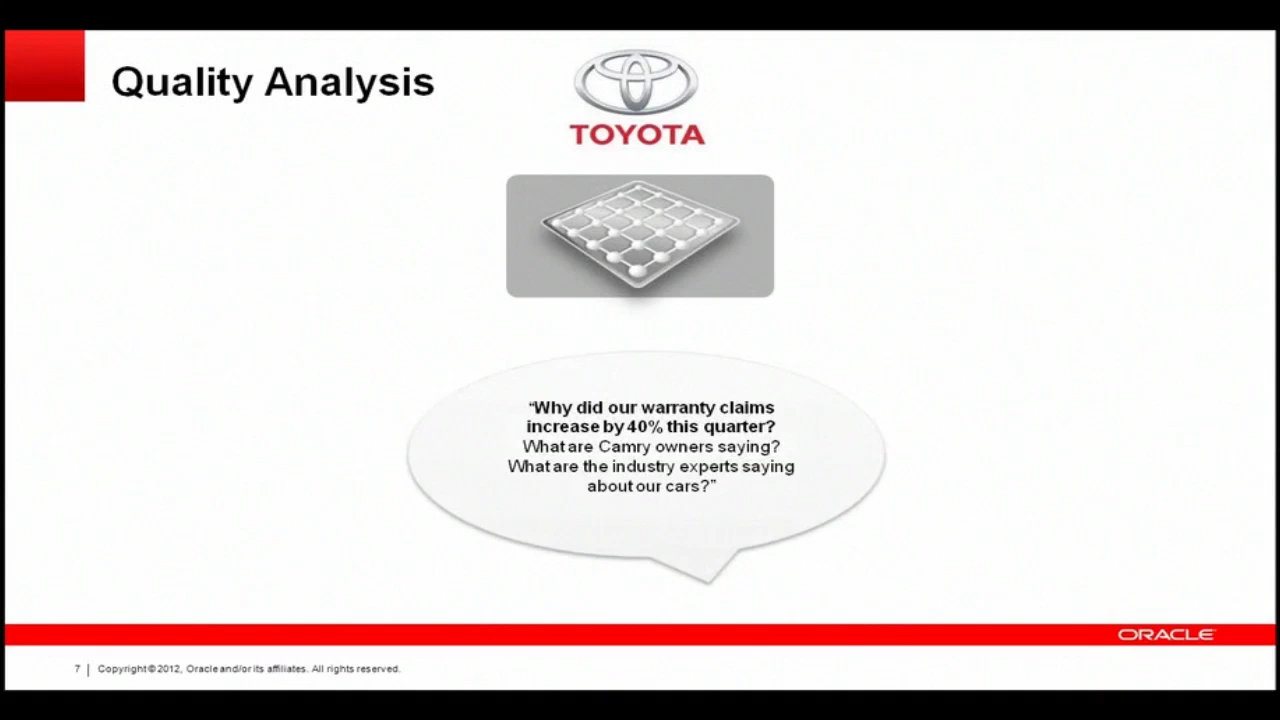 Quality Analysis
TOYOTA
“Why did our warranty claims
increase by 40% this quarter?
What are Camry owners saying?
What are the industry experts saying
about our cars?”
ORACLE
7 | Copyright © 2012, Oracle and/or its affiliates. All rights reserved.